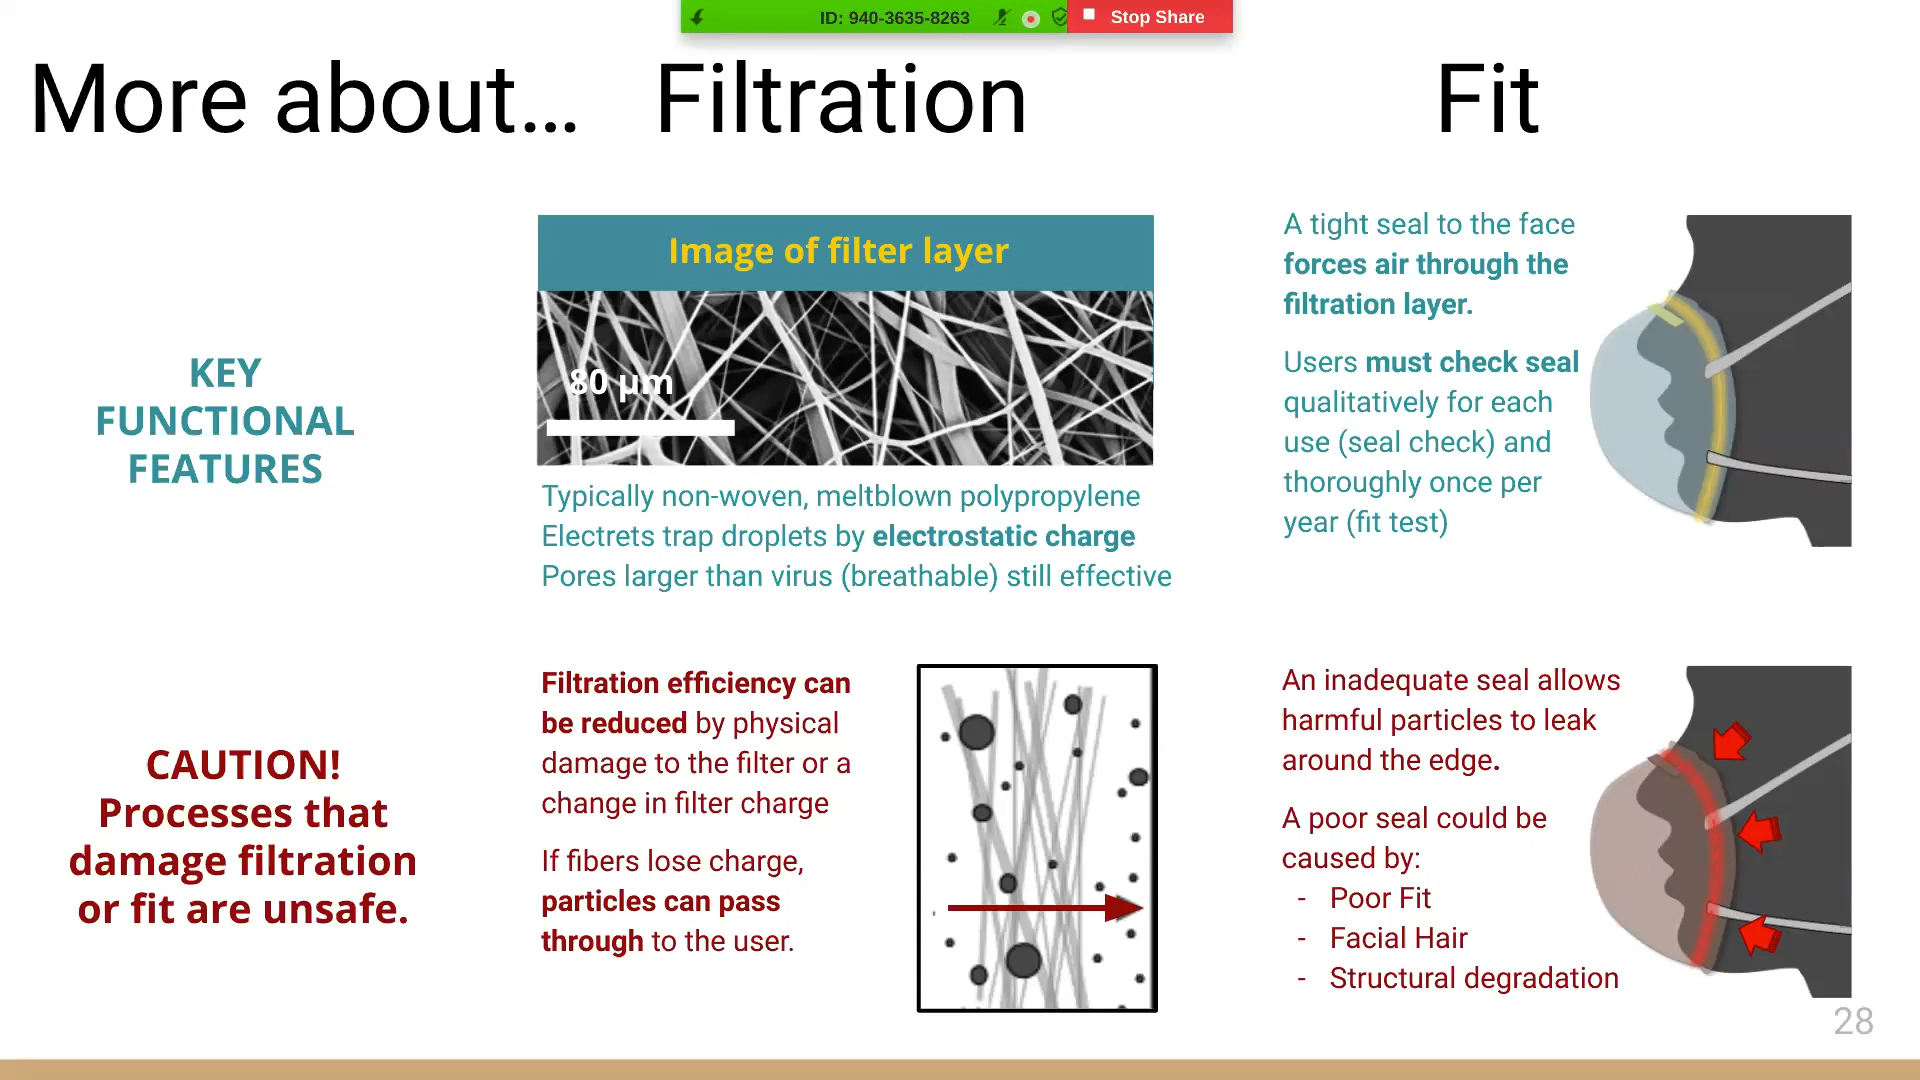 ID: 940-3635-8263
Stop Share
More about... Filtration Fit
KEY
FUNCTIONAL
FEATURES
Image of filter layer
80 µm
Typically non-woven, meltblown polypropylene
Electrets trap droplets by electrostatic charge
Pores larger than virus (breathable) still effective
A tight seal to the face
forces air through the
filtration layer.
Users must check seal
qualitatively for each
use (seal check) and
thoroughly once per
year (fit test)
CAUTION!
Processes that
damage filtration
or fit are unsafe.
Filtration efficiency can
be reduced by physical
damage to the filter or a
change in filter charge
If fibers lose charge,
particles can pass
through to the user.
An inadequate seal allows
harmful particles to leak
around the edge.
A poor seal could be
caused by:
- Poor Fit
- Facial Hair
- Structural degradation
28